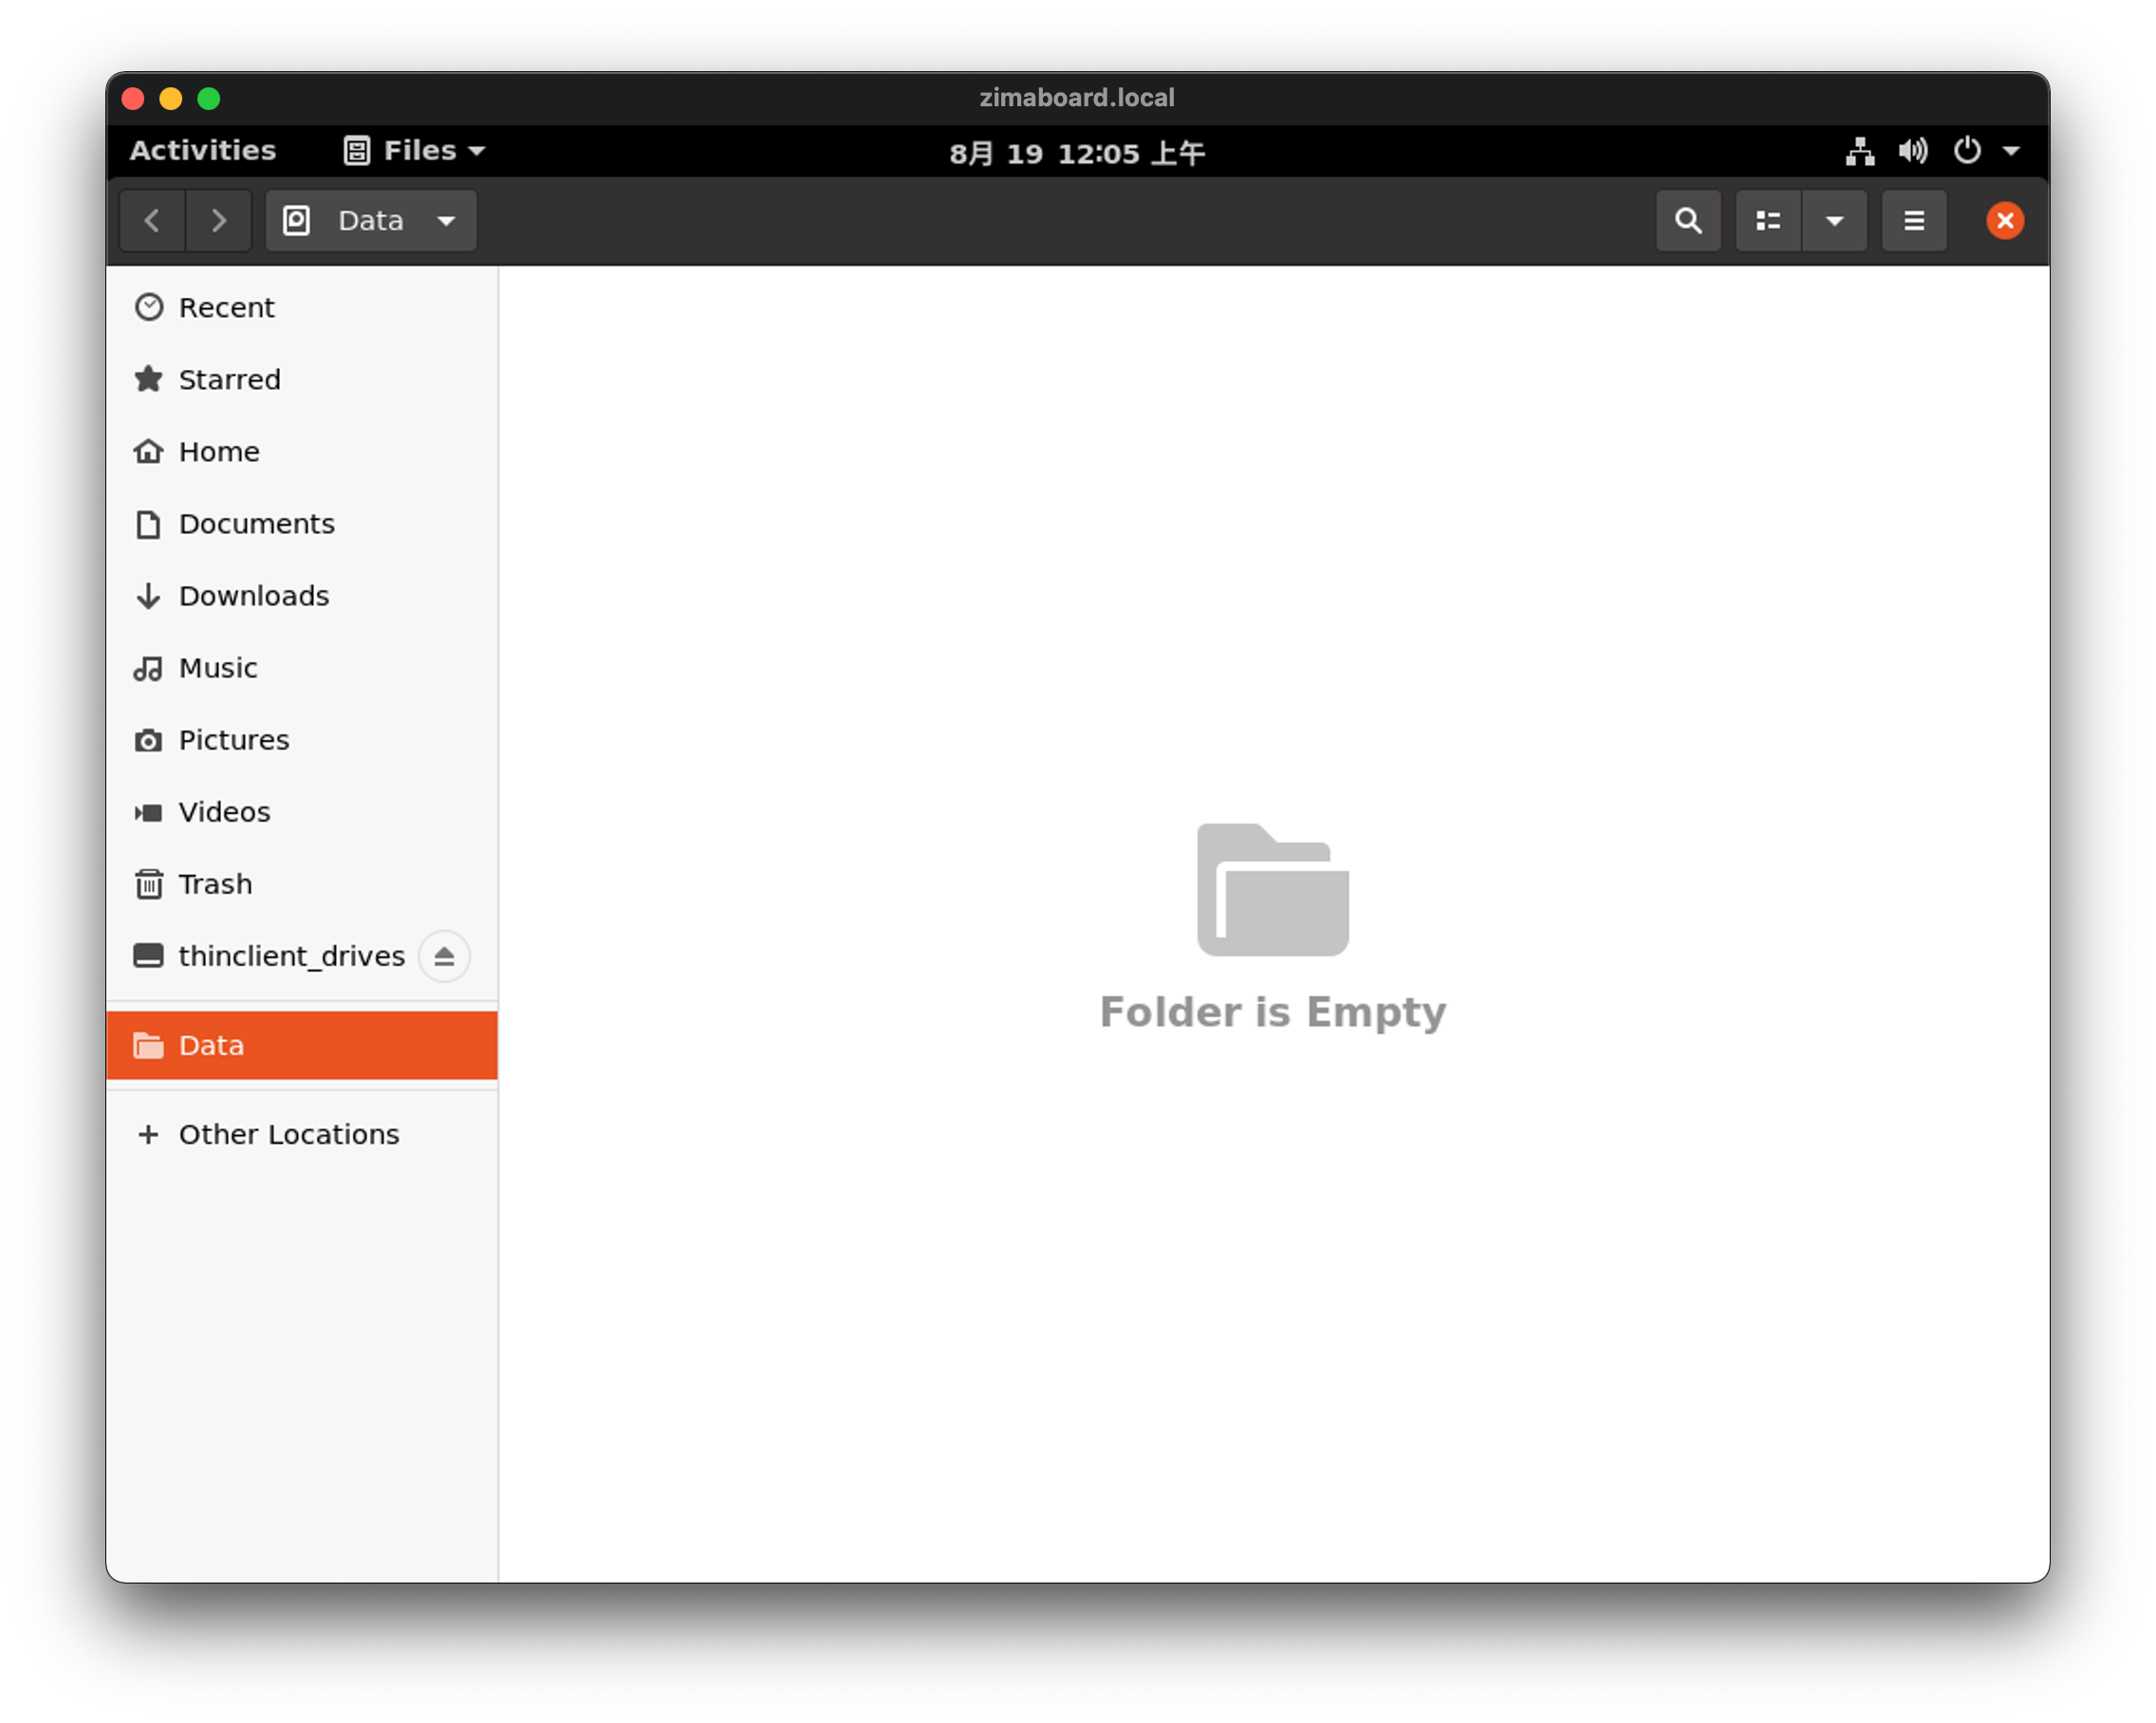 zimaboard.local
Activities Files 8月 19 12:05 上午
Data
Recent
Starred
Home
Documents
Downloads
Music
Pictures
Videos
Trash
thinclient_drives
Data
Other Locations
Folder is Empty